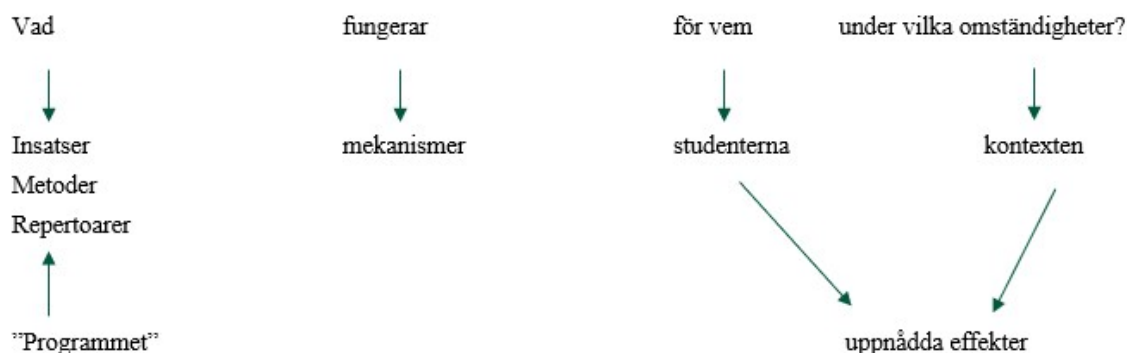 Vad fungerar för vem under vilka omständigheter?
Insatser mekanismer studenterna kontexten
Metoder
Repertoarer
”Programmet” uppnådda effekter